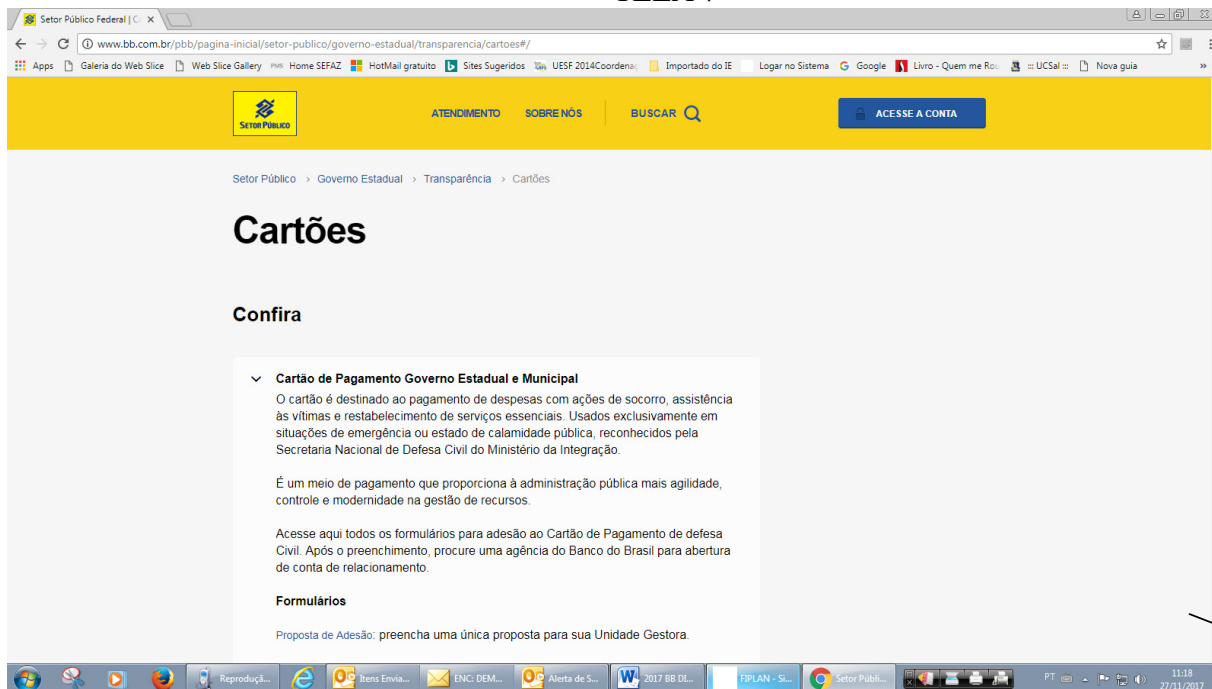 Setor Público Federal | C
www.bb.com.br/pbb/pagina-inicial/setor-publico/governo-estadual/transparencia/cartoes#/
Apps Galeria do Web Slice Web Slice Gallery PMS Home SEFAZ HotMail gratuito Sites Sugeridos UESF 2014Coordenaç Importado do IE Logar no Sistema Google Livro - Quem me Rou ::: UCSal ::: Nova guia »
SETOR PÚBLICO ATENDIMENTO SOBRE NÓS BUSCAR ACESSE A CONTA
Setor Público > Governo Estadual > Transparência > Cartões
Cartões
Confira
Cartão de Pagamento Governo Estadual e Municipal
O cartão é destinado ao pagamento de despesas com ações de socorro, assistência
às vítimas e restabelecimento de serviços essenciais. Usados exclusivamente em
situações de emergência ou estado de calamidade pública, reconhecidos pela
Secretaria Nacional de Defesa Civil do Ministério da Integração.
É um meio de pagamento que proporciona à administração pública mais agilidade,
controle e modernidade na gestão de recursos.
Acesse aqui todos os formulários para adesão ao Cartão de Pagamento de defesa
Civil. Após o preenchimento, procure uma agência do Banco do Brasil para abertura
de conta de relacionamento.
Formulários
Proposta de Adesão: preencha uma única proposta para sua Unidade Gestora.
Reproduçã... Itens Envia... ENC: DEM... Alerta de S... 2017 BB DI... FIPLAN - Si... Setor Públi... PT 11:18
27/11/2017